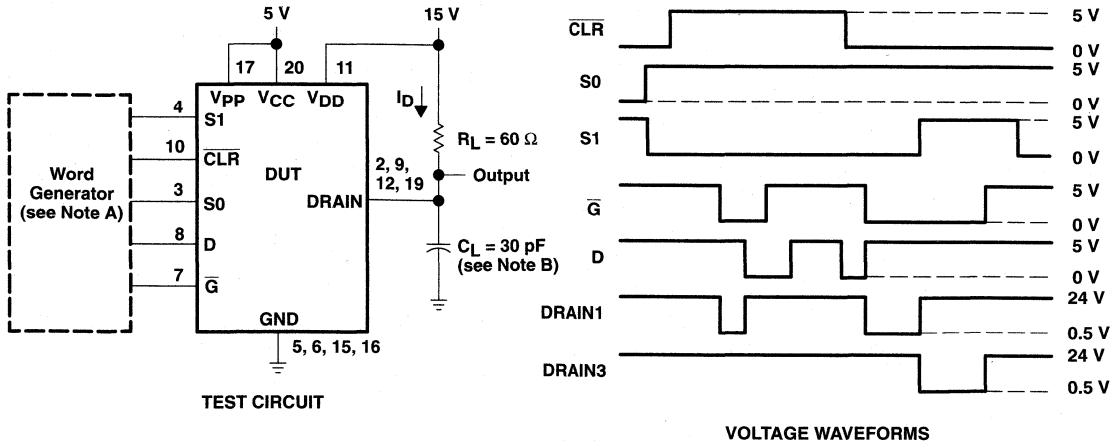 5 V
15 V
17
20
11
VPP
VCC
VDD
ID
4
S1
10
CLR
Word
Generator
(see Note A)
DUT
3
S0
8
D
7
G
RL = 60 Ω
2, 9,
12, 19
Output
DRAIN
CL = 30 pF
(see Note B)
GND
5, 6, 15, 16
TEST CIRCUIT
CLR
5 V
0 V
S0
5 V
0 V
S1
5 V
0 V
G
5 V
0 V
D
5 V
0 V
DRAIN1
24 V
0.5 V
DRAIN3
24 V
0.5 V
VOLTAGE WAVEFORMS